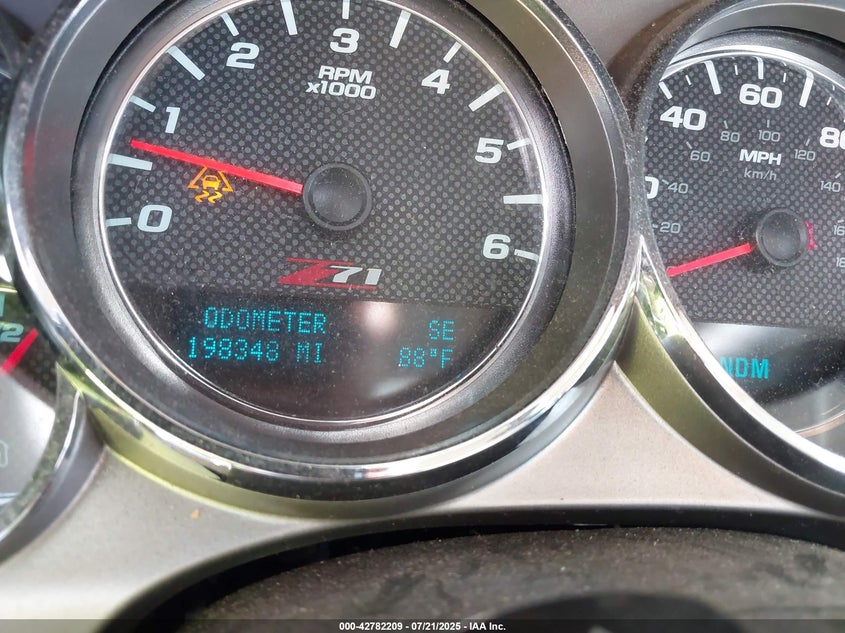 0 1 2 3 4 5 6
RPM
x1000
Z71
ODOMETER SE
198348 MI 88°F
40 60 80
80 100 120
60 MPH 140
40 km/h
20
NDM
000-42782209 - 07/21/2025 - IAA Inc.